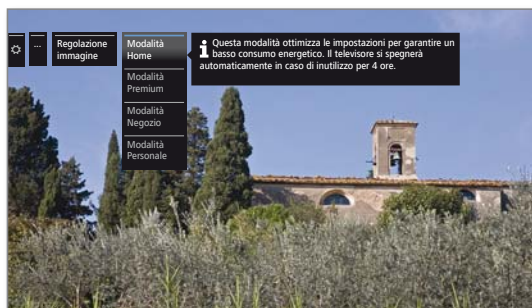 ...
Regolazione
immagine
Modalità
Home
Modalità
Premium
Modalità
Negozio
Modalità
Personale
i Questa modalità ottimizza le impostazioni per garantire un
basso consumo energetico. Il televisore si spegnerà
automaticamente in caso di inutilizzo per 4 ore.